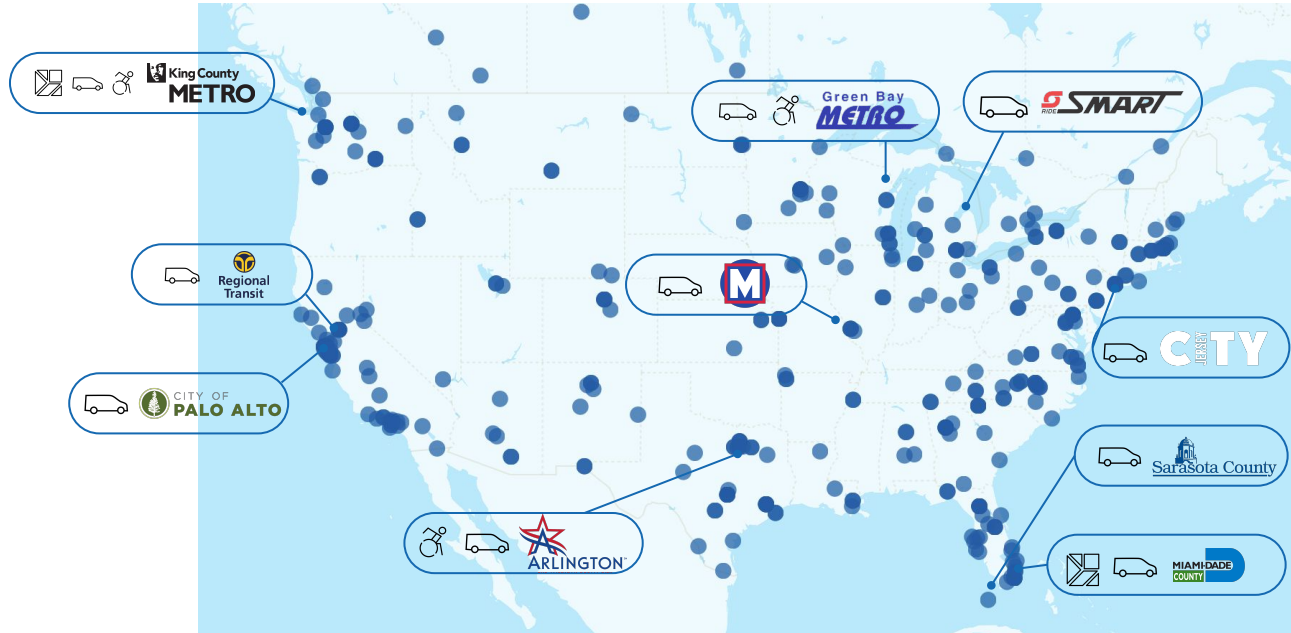 King County
METRO
Green Bay
METRO
RIDE SMART
Regional
Transit
M
JERSEY
CITY
CITY OF
PALO ALTO
Sarasota County
ARLINGTON™
MIAMI-DADE
COUNTY